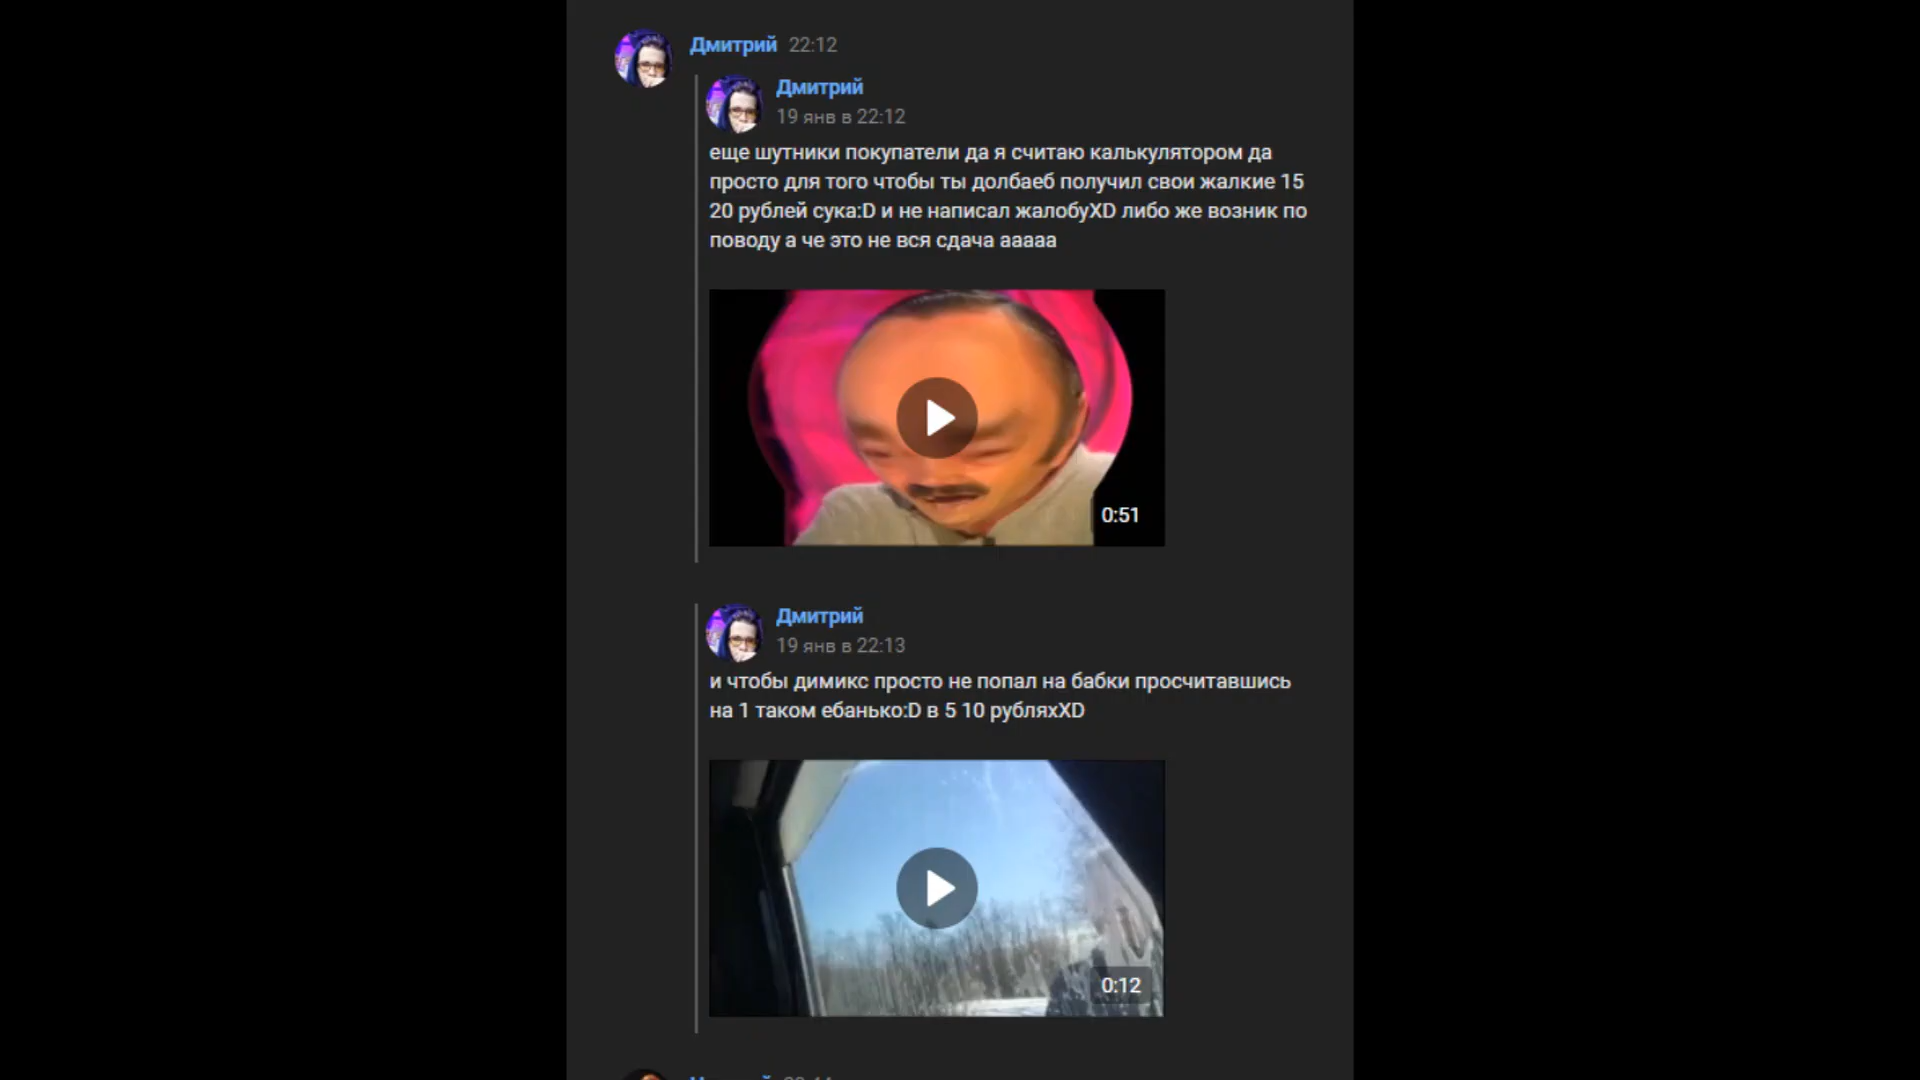 Дмитрий 22:12
Дмитрий
19 янв в 22:12
еще шутники покупатели да я считаю калькулятором да
просто для того чтобы ты долбаеб получил свои жалкие 15
20 рублей сука:D и не написал жалобуXD либо же возник по
поводу а че это не вся сдача ааааа
0:51
Дмитрий
19 янв в 22:13
и чтобы димикс просто не попал на бабки просчитавшись
на 1 таком ебанько:D в 5 10 рубляхXD
0:12